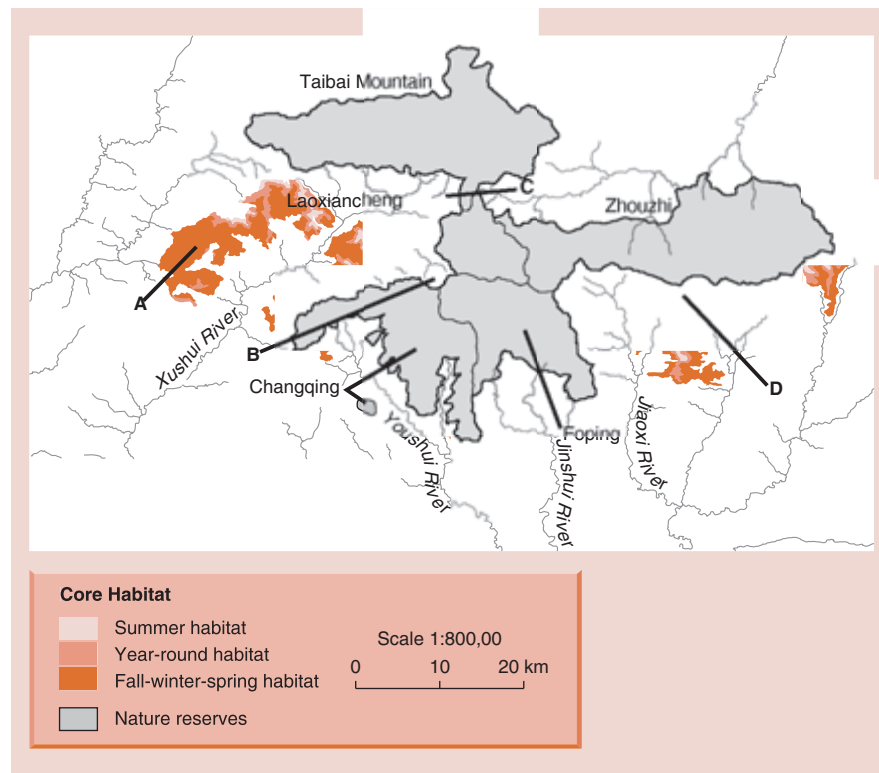 Taibai Mountain
C
Laoxiancheng
Zhouzhi
A
Xushui River
B
Changqing
D
Youshui River
Foping
Jinshui River
Jiaoxi River
Core Habitat
Summer habitat
Year-round habitat
Fall-winter-spring habitat
Nature reserves
Scale 1:800,00
0 10 20 km